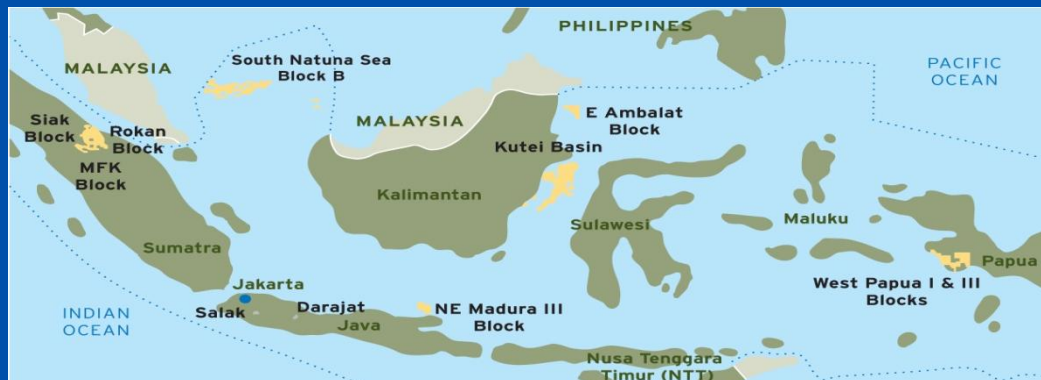 PHILIPPINES
MALAYSIA
South Natuna Sea
Block B
PACIFIC
OCEAN
Siak
Block
Rokan
Block
MFK
Block
MALAYSIA
E Ambalat
Block
Kutei Basin
Kalimantan
Sulawesi
Maluku
Sumatra
Papua
West Papua I & III
Blocks
Jakarta
Salak
Darajat
Java
NE Madura III
Block
INDIAN
OCEAN
Nusa Tenggara
Timur (NTT)